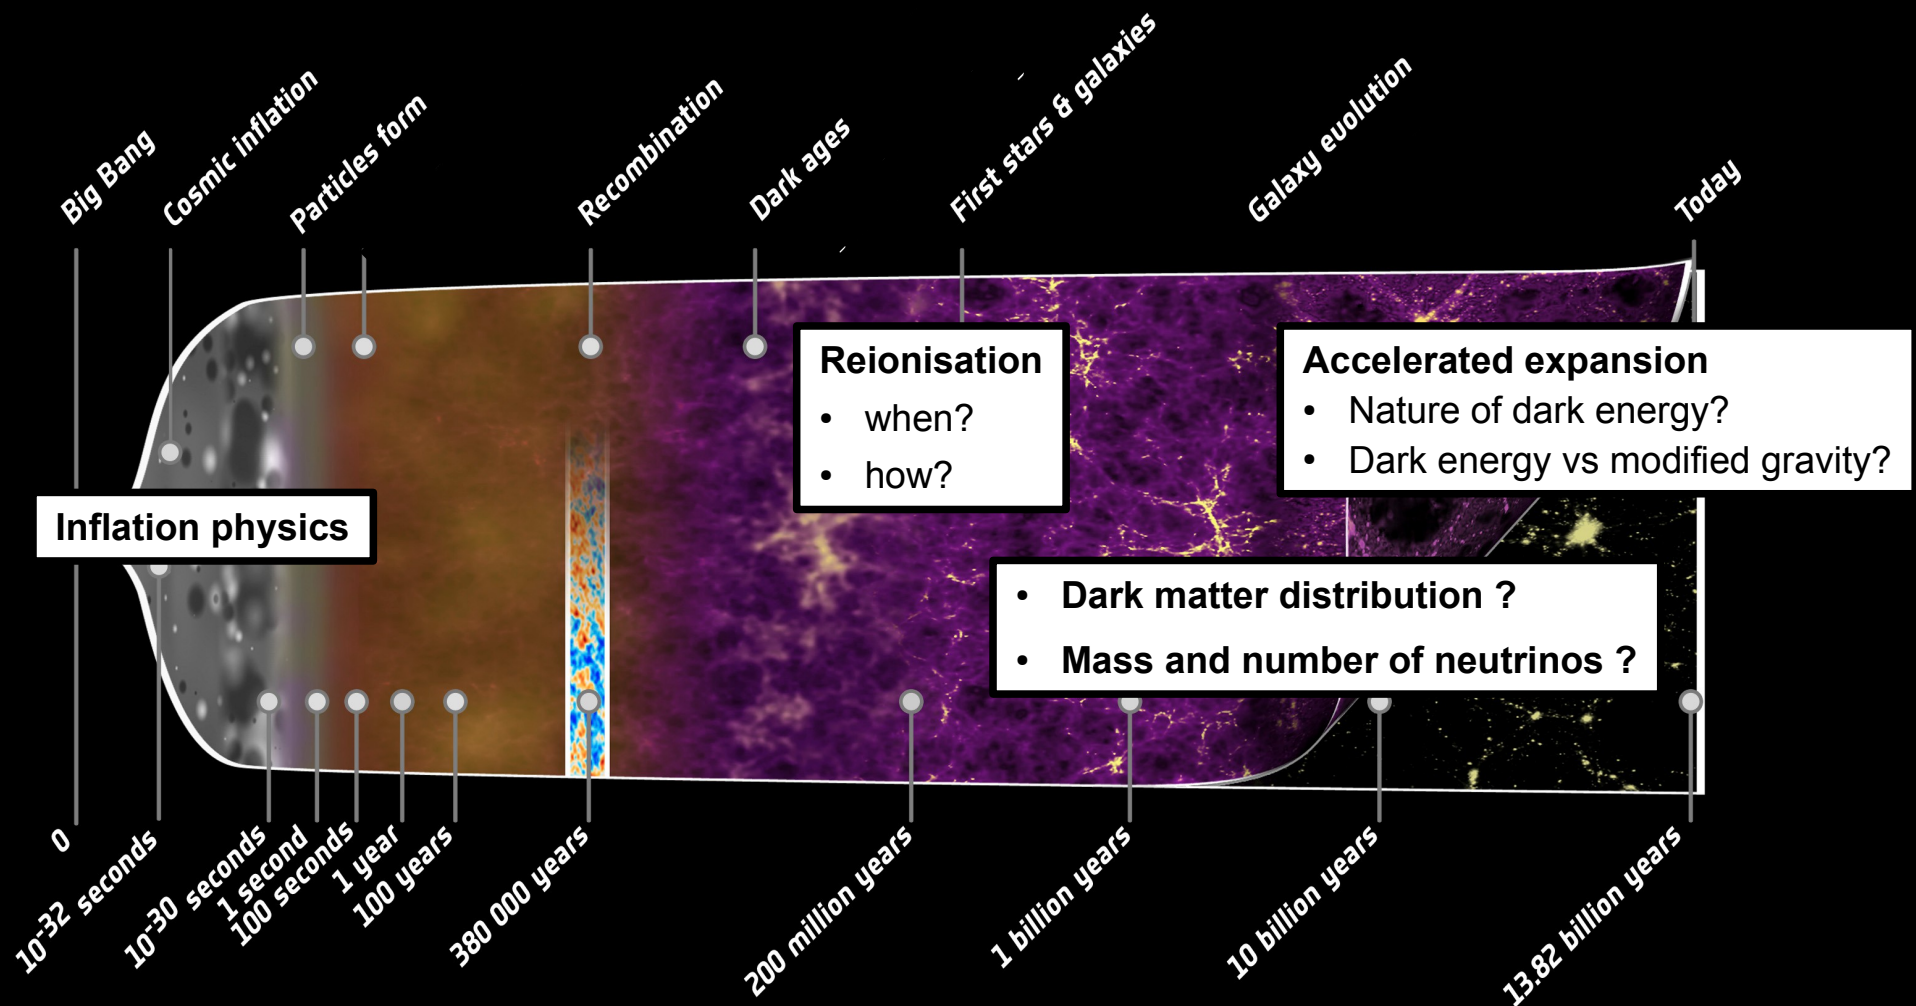 Big Bang
Cosmic inflation
Particles form
Recombination
Dark ages
First stars & galaxies
Galaxy evolution
Today
Reionisation
• when?
• how?
Accelerated expansion
• Nature of dark energy?
• Dark energy vs modified gravity?
Inflation physics
• Dark matter distribution ?
• Mass and number of neutrinos ?
0
10-32 seconds
10-30 seconds
1 second
100 seconds
1 year
100 years
380 000 years
200 million years
1 billion years
10 billion years
13.82 billion years